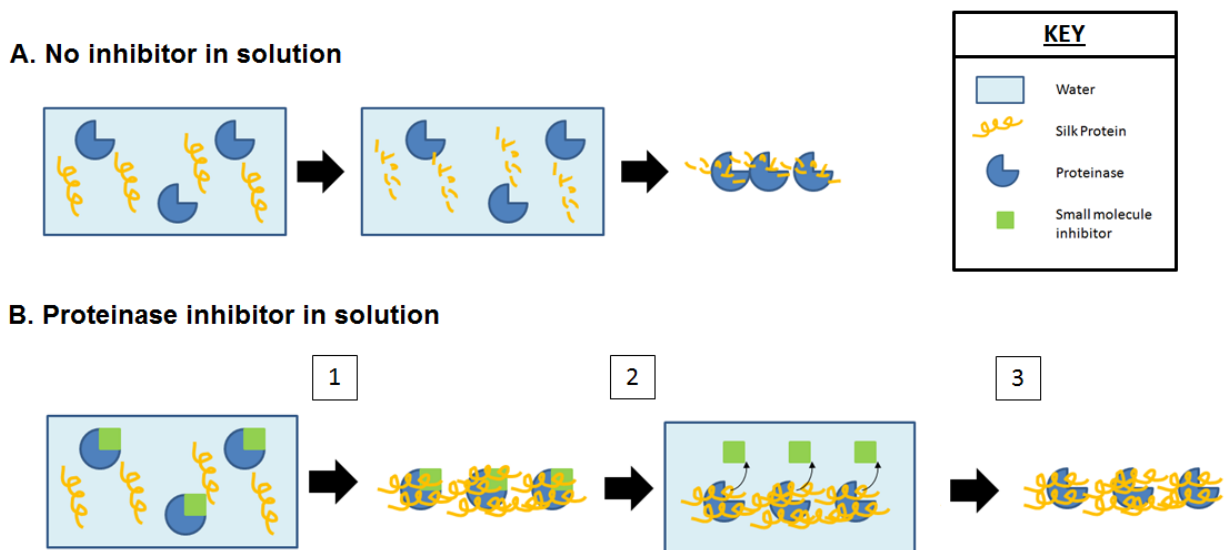 A. No inhibitor in solution
KEY
Water
Silk Protein
Proteinase
Small molecule
inhibitor
B. Proteinase inhibitor in solution
1
2
3